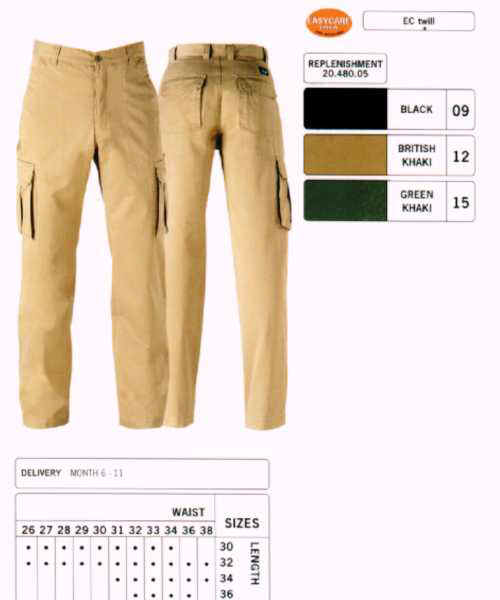 EASYCARE
EC twill
REPLENISHMENT
20.480.05
BLACK 09
BRITISH
KHAKI 12
GREEN
KHAKI 15
DELIVERY MONTH 6 - 11
WAIST
26 27 28 29 30 31 32 33 34 36 38 SIZES
30
32
34
36
LENGTH